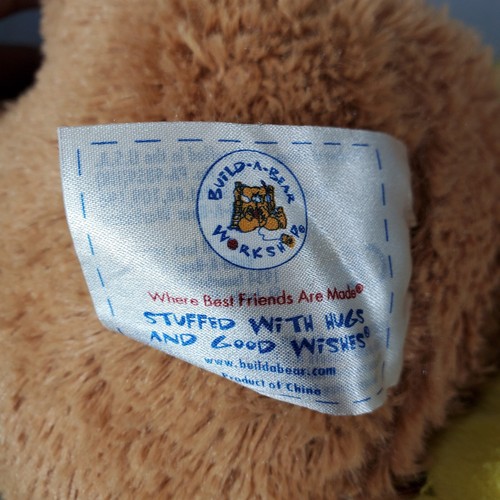 BUILD-A-BEAR
WORKSHOP®
Where Best Friends Are Made®
STUFFED WITH HUGS
AND GOOD WISHES®
www.buildabear.com
Product of China